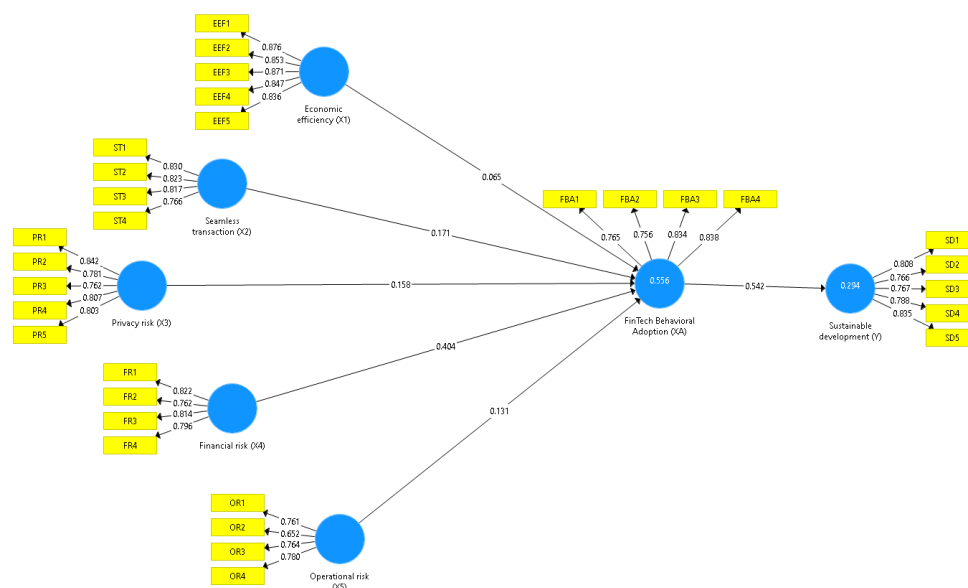 EEF1
EEF2
EEF3
EEF4
EEF5
0.876
0.853
0.871
0.847
0.836
Economic
efficiency (X1)
0.065
ST1
ST2
ST3
ST4
0.830
0.823
0.817
0.766
Seamless
transaction (X2)
0.171
PR1
PR2
PR3
PR4
PR5
0.842
0.781
0.762
0.807
0.803
Privacy risk (X3)
0.158
FR1
FR2
FR3
FR4
0.822
0.762
0.814
0.796
Financial risk (X4)
0.404
OR1
OR2
OR3
OR4
0.761
0.652
0.764
0.780
Operational risk
0.131
FBA1
FBA2
FBA3
FBA4
0.765
0.756
0.834
0.838
0.556
FinTech Behavioral
Adoption (XA)
0.542
0.294
Sustainable
development (Y)
0.808
0.766
0.767
0.788
0.835
SD1
SD2
SD3
SD4
SD5